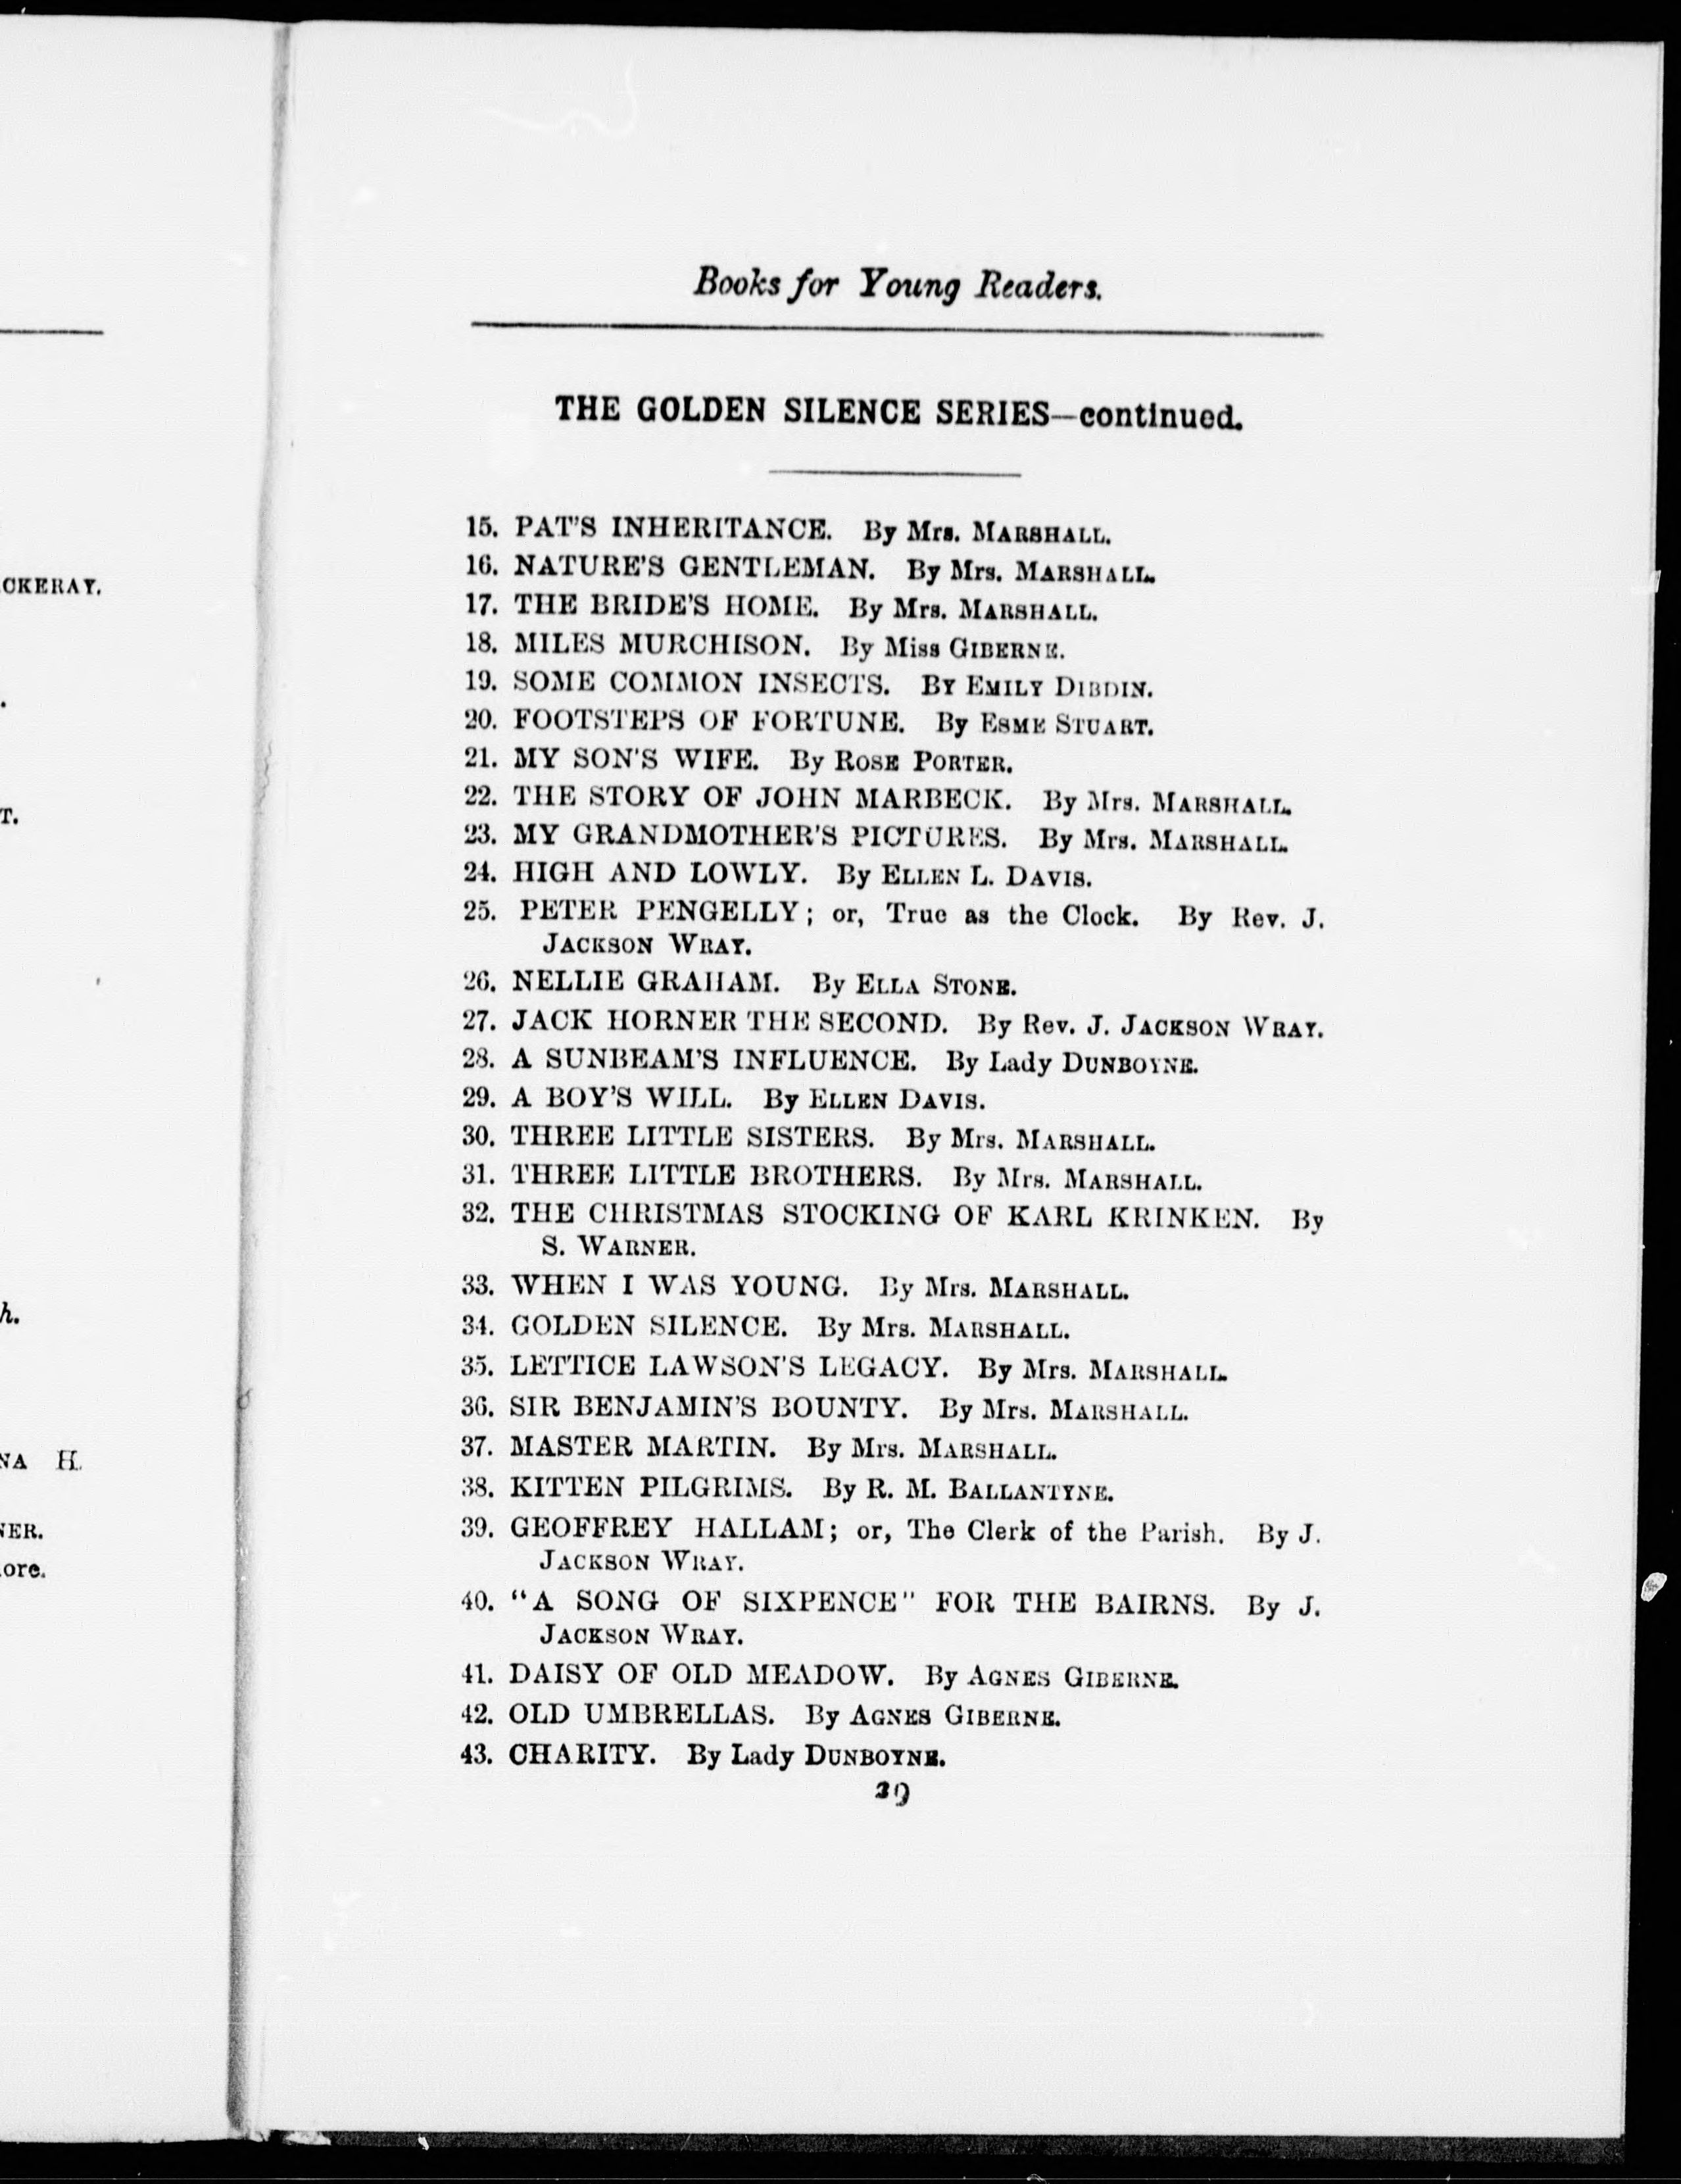 CKERAY.
T.
h.
NA H.
NER.
ore.
Books for Young Readers.
THE GOLDEN SILENCE SERIES—continued.
15. PAT'S INHERITANCE. By Mrs. MARSHALL.
16. NATURE'S GENTLEMAN. By Mrs. MARSHALL.
17. THE BRIDE'S HOME. By Mrs. MARSHALL.
18. MILES MURCHISON. By Miss GIBERNE.
19. SOME COMMON INSECTS. BY EMILY DIBDIN.
20. FOOTSTEPS OF FORTUNE. By ESME STUART.
21. MY SON'S WIFE. By ROSE PORTER.
22. THE STORY OF JOHN MARBECK. By Mrs. MARSHALL.
23. MY GRANDMOTHER'S PICTURES. By Mrs. MARSHALL.
24. HIGH AND LOWLY. By ELLEN L. DAVIS.
25. PETER PENGELLY; or, True as the Clock. By Rev. J.
JACKSON WRAY.
26. NELLIE GRAHAM. By ELLA STONE.
27. JACK HORNER THE SECOND. By Rev. J. JACKSON WRAY.
28. A SUNBEAM'S INFLUENCE. By Lady DUNBOYNE.
29. A BOY'S WILL. By ELLEN DAVIS.
30. THREE LITTLE SISTERS. By Mrs. MARSHALL.
31. THREE LITTLE BROTHERS. By Mrs. MARSHALL.
32. THE CHRISTMAS STOCKING OF KARL KRINKEN. By
S. WARNER.
33. WHEN I WAS YOUNG. By Mrs. MARSHALL.
34. GOLDEN SILENCE. By Mrs. MARSHALL.
35. LETTICE LAWSON'S LEGACY. By Mrs. MARSHALL.
36. SIR BENJAMIN'S BOUNTY. By Mrs. MARSHALL.
37. MASTER MARTIN. By Mrs. MARSHALL.
38. KITTEN PILGRIMS. By R. M. BALLANTYNE.
39. GEOFFREY HALLAM; or, The Clerk of the Parish. By J.
JACKSON WRAY.
40. "A SONG OF SIXPENCE" FOR THE BAIRNS. By J.
JACKSON WRAY.
41. DAISY OF OLD MEADOW. By AGNES GIBERNE.
42. OLD UMBRELLAS. By AGNES GIBERNE.
43. CHARITY. By Lady DUNBOYNE.
39